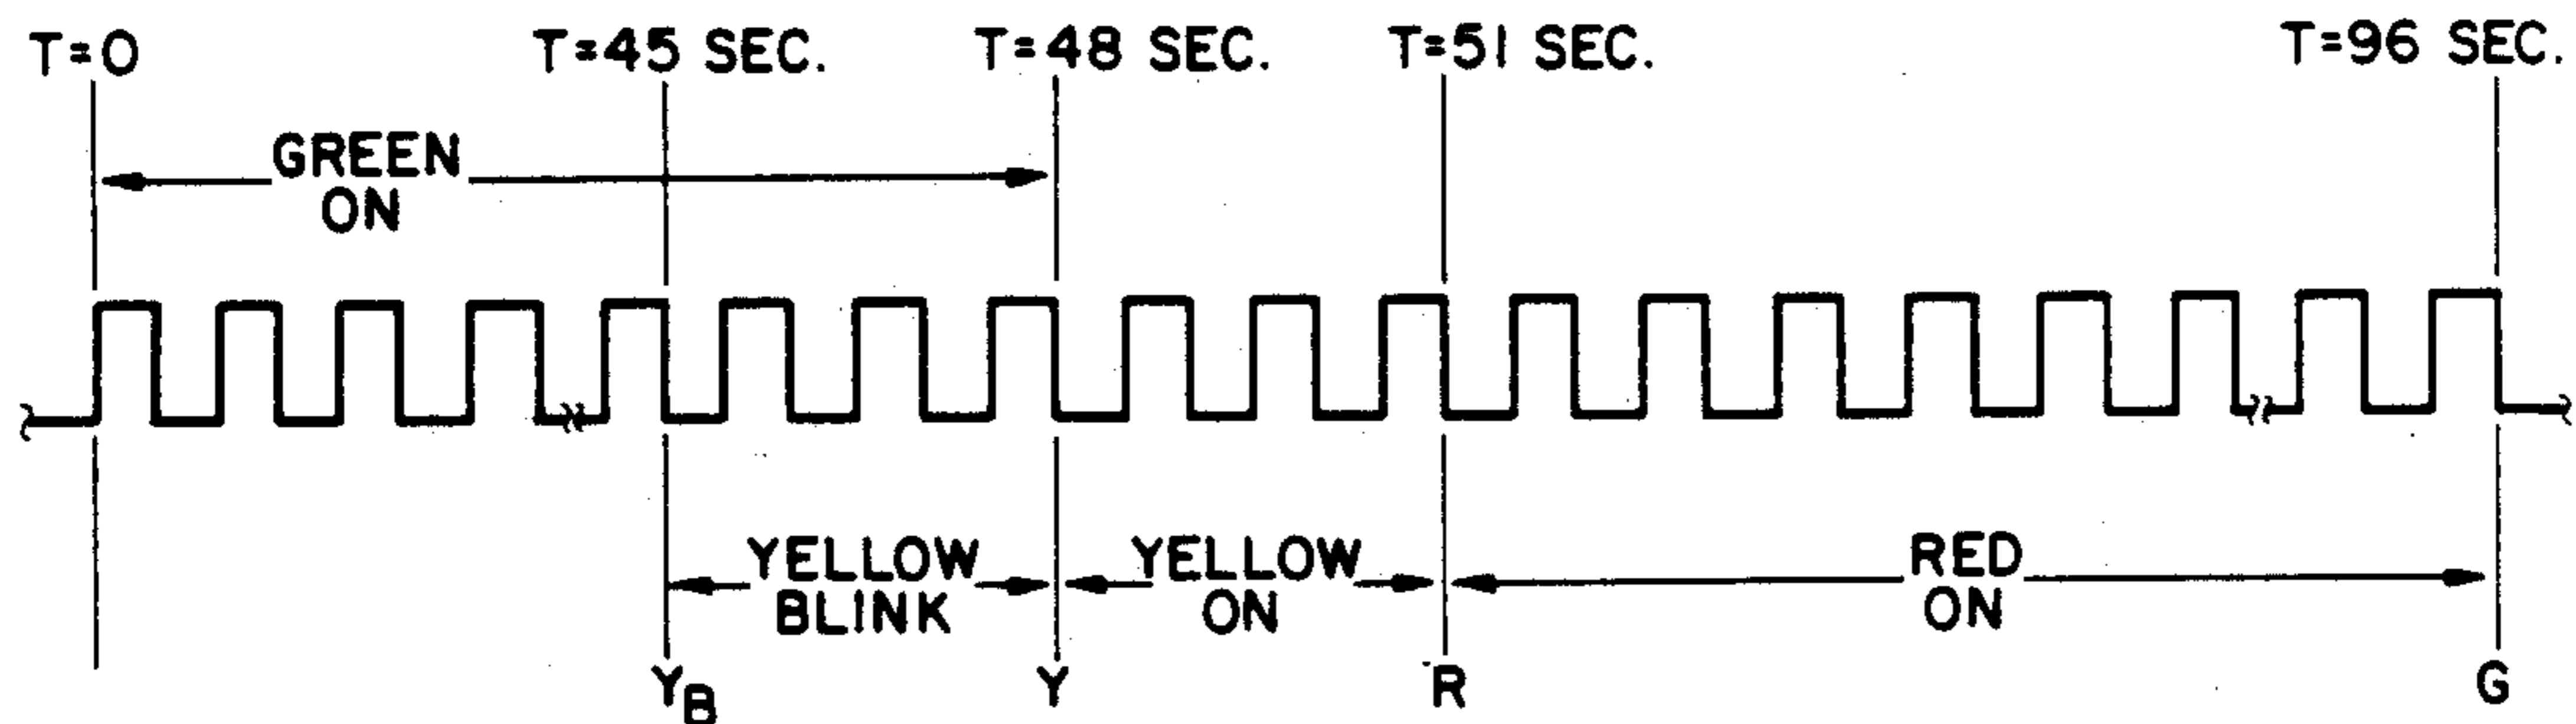 T=0
T=45 SEC.
T=48 SEC.
T=51 SEC.
T=96 SEC.
GREEN
ON
YELLOW
BLINK
YELLOW
ON
RED
ON
YB
Y
R
G